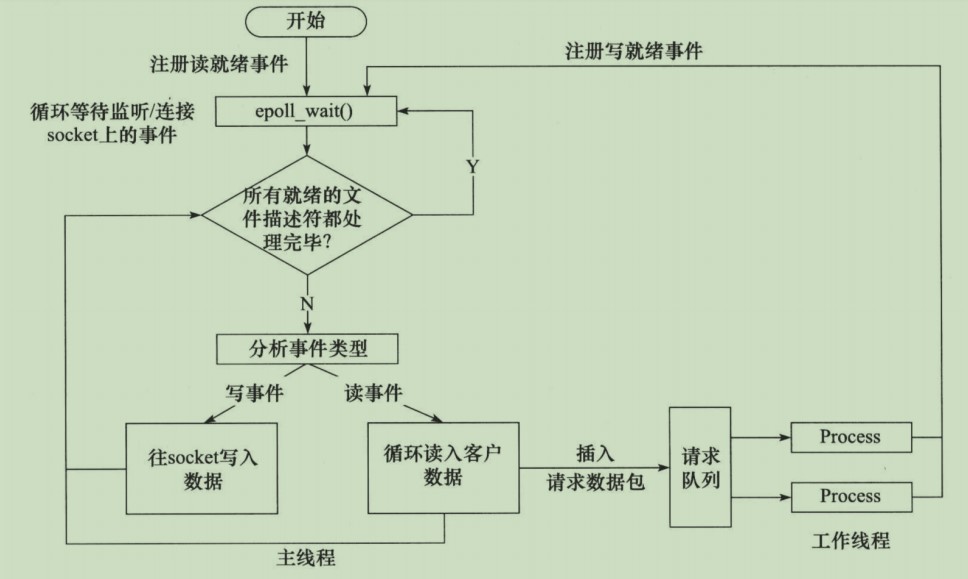 开始
注册读就绪事件
注册写就绪事件
循环等待监听/连接
socket上的事件
epoll_wait()
Y
所有就绪的文
件描述符都处
理完毕?
N
分析事件类型
写事件
读事件
往socket写入
数据
循环读入客户
数据
插入
请求数据包
请求
队列
Process
Process
主线程
工作线程